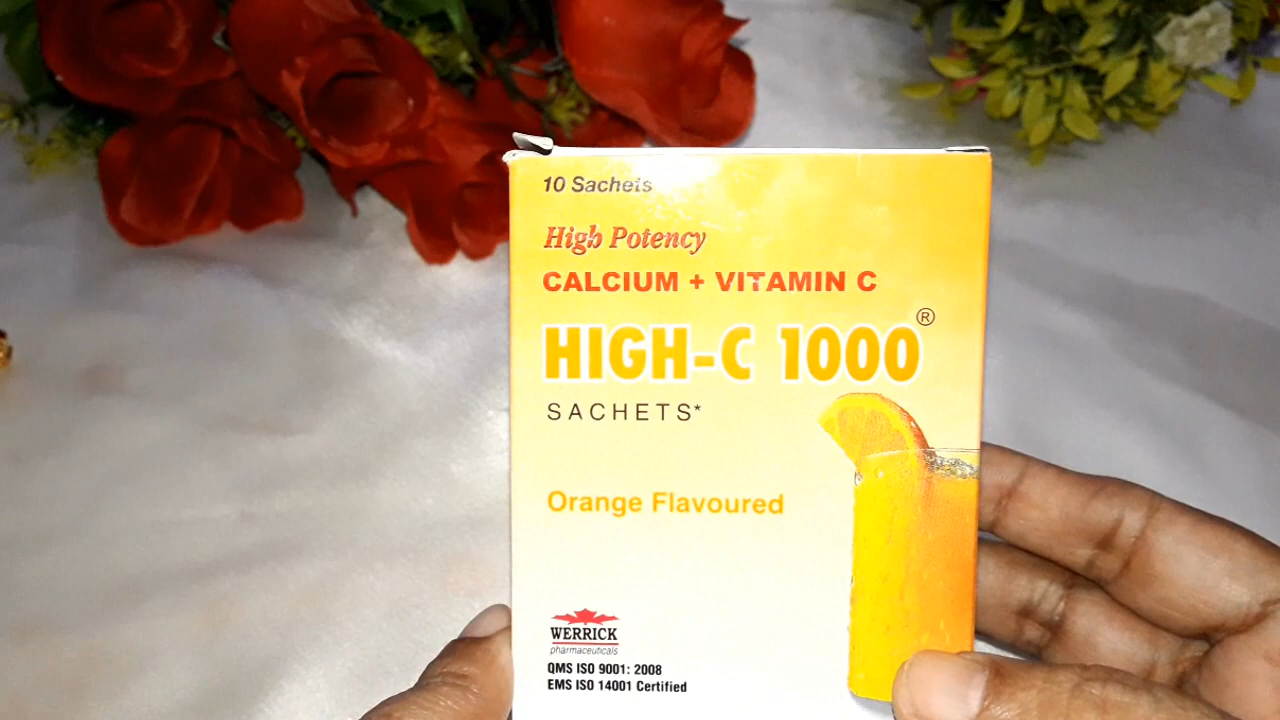 10 Sachets
High Potency
CALCIUM + VITAMIN C
HIGH-C 1000®
SACHETS*
Orange Flavoured
WERRICK
pharmaceuticals
QMS ISO 9001: 2008
EMS ISO 14001 Certified